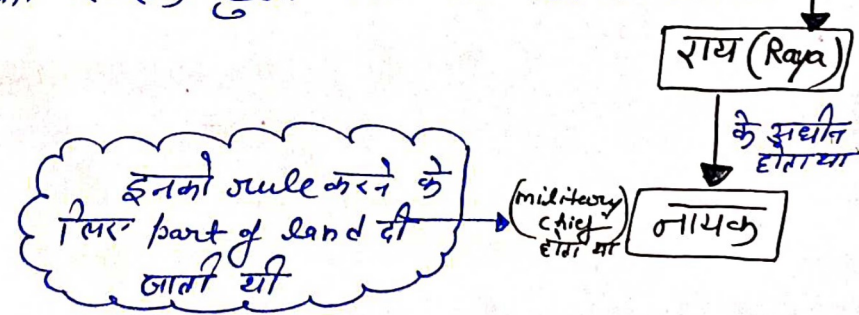 राय (Raya)
के अधीन
होता था
इनको rule करने के
लिए part of land दी
जाती थी
(military
chief
होता था)
नायक